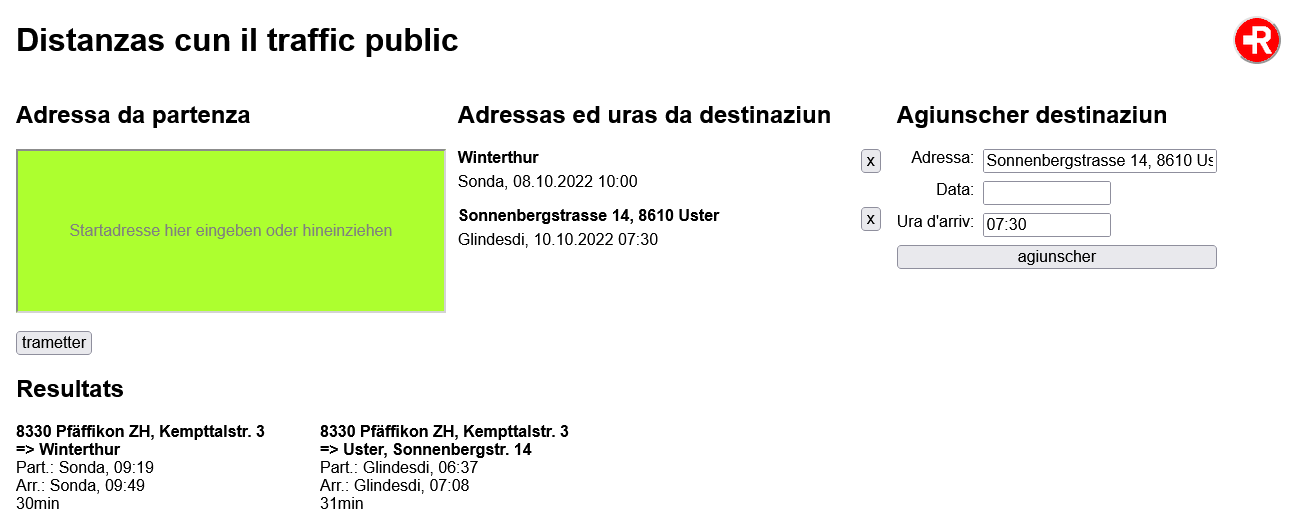 Distanzas cun il traffic public
R
Adressa da partenza
Startadresse hier eingeben oder hineinziehen
trametter
Adressas ed uras da destinaziun
Winterthur
x
Sonda, 08.10.2022 10:00
Sonnenbergstrasse 14, 8610 Uster
x
Glindesdi, 10.10.2022 07:30
Agiunscher destinaziun
Adressa: Sonnenbergstrasse 14, 8610 Us
Data:
Ura d'arriv: 07:30
agiunscher
Resultats
8330 Pfäffikon ZH, Kempttalstr. 3
=> Winterthur
Part.: Sonda, 09:19
Arr.: Sonda, 09:49
30min
8330 Pfäffikon ZH, Kempttalstr. 3
=> Uster, Sonnenbergstr. 14
Part.: Glindesdi, 06:37
Arr.: Glindesdi, 07:08
31min